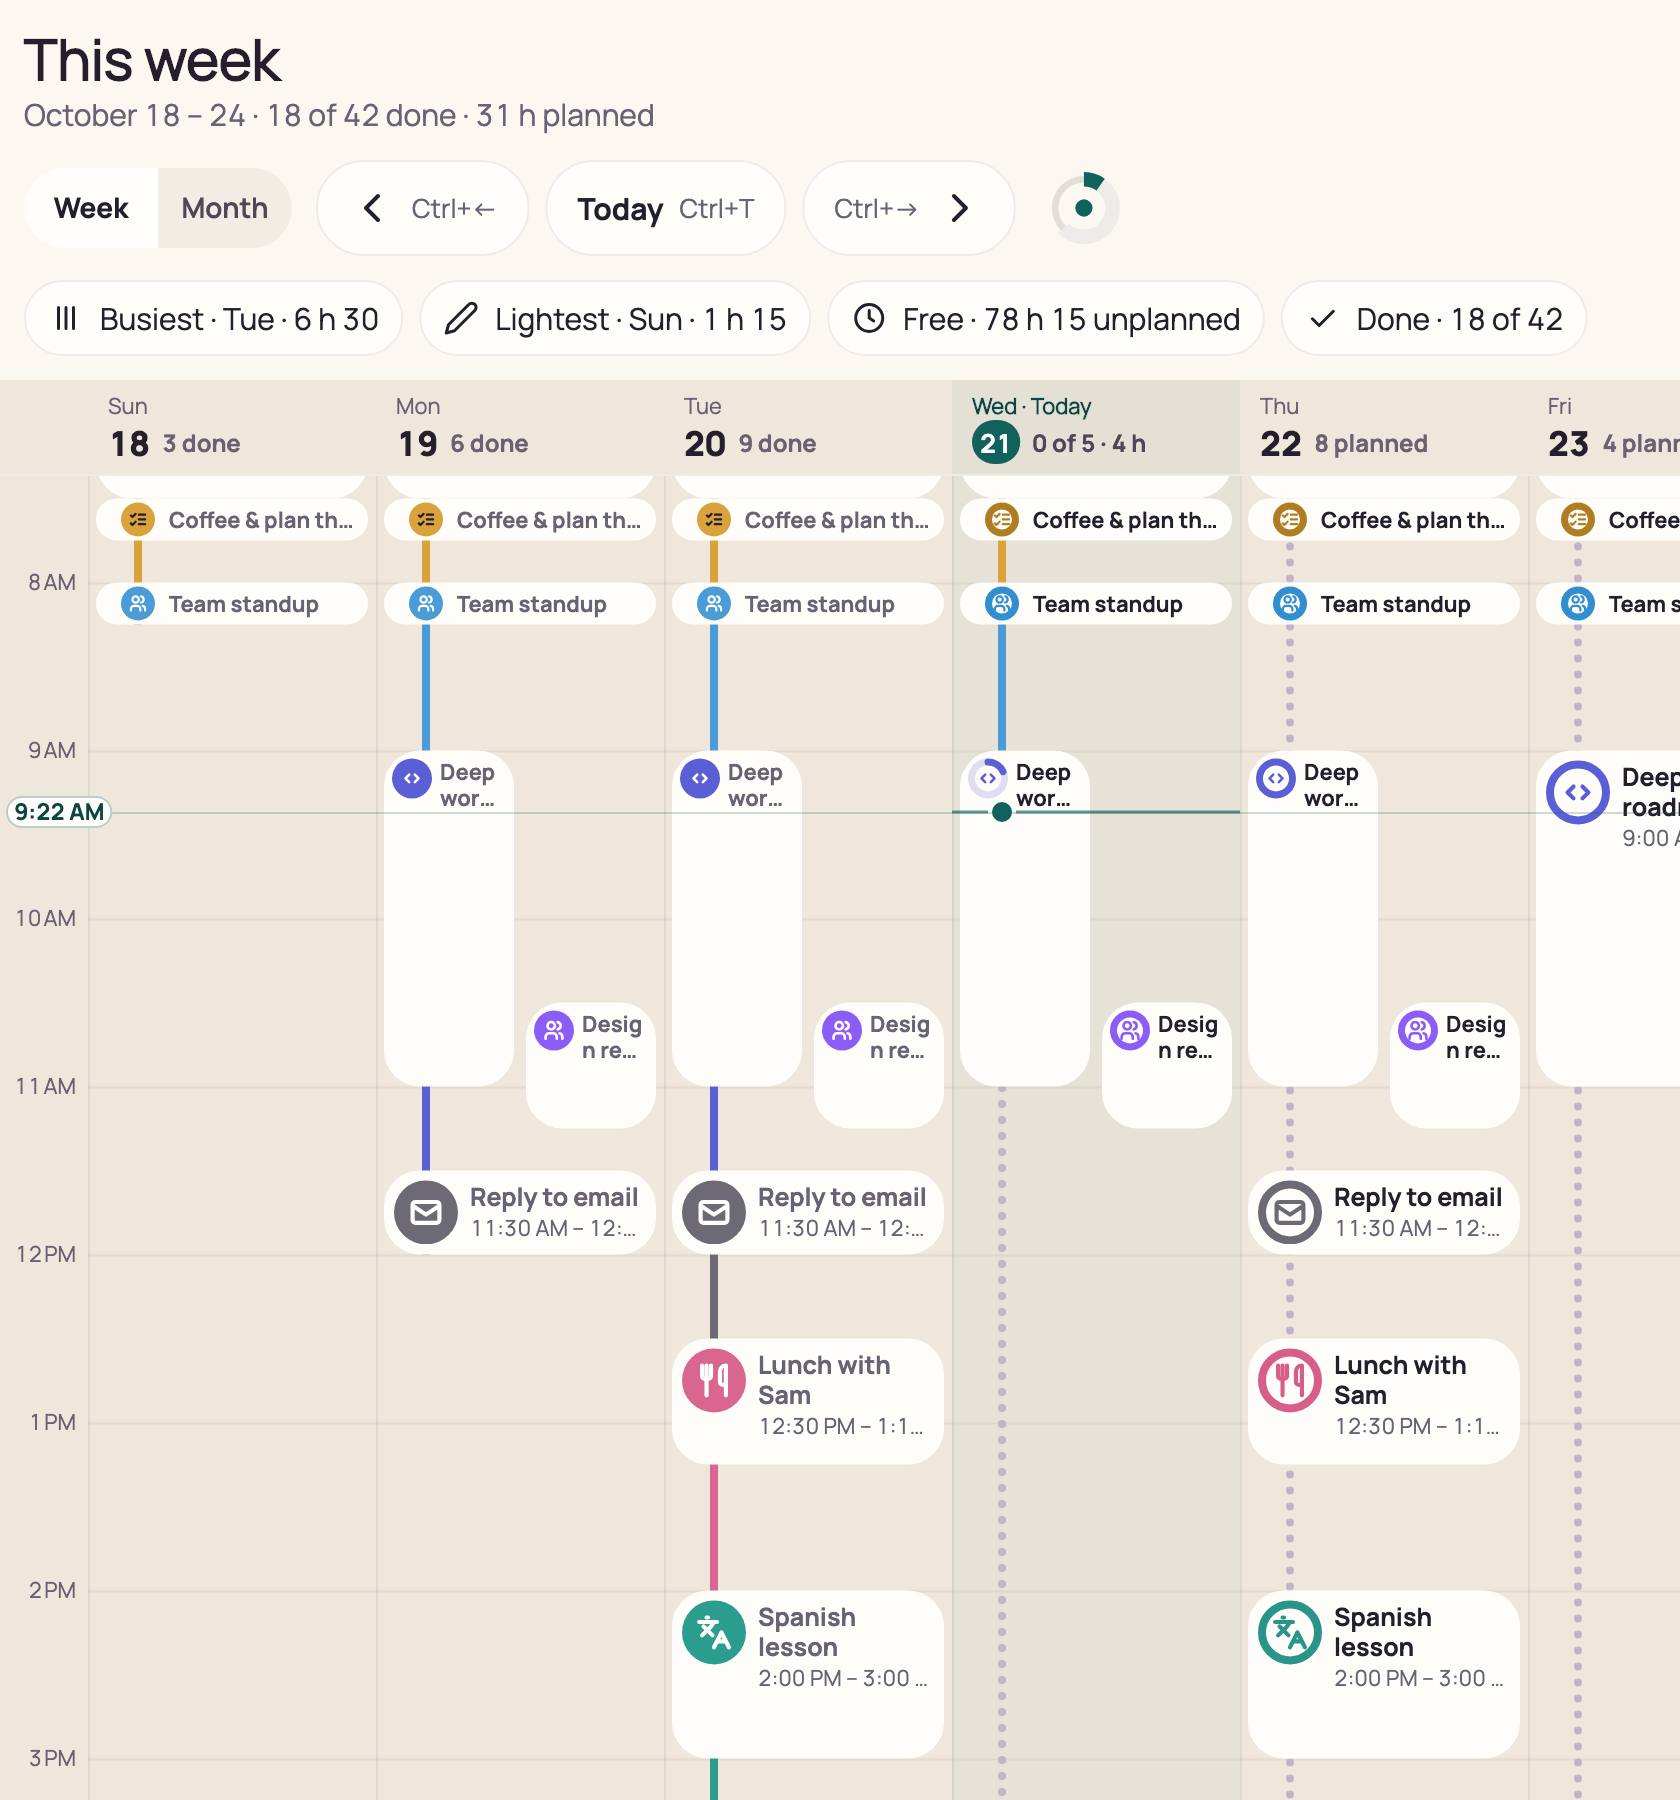 This week
October 18 – 24 · 18 of 42 done · 31 h planned
Week Month Ctrl+← Today Ctrl+T Ctrl+→
Busiest · Tue · 6 h 30 Lightest · Sun · 1 h 15 Free · 78 h 15 unplanned Done · 18 of 42
Sun Mon Tue Wed · Today Thu Fri
18 3 done 19 6 done 20 9 done 21 0 of 5 · 4 h 22 8 planned 23 4 plann
Coffee & plan th... Coffee & plan th... Coffee & plan th... Coffee & plan th... Coffee & plan th... Coffee
8 AM
Team standup Team standup Team standup Team standup Team standup Team s
9 AM
Deep Deep Deep Deep Deep
wor... wor... wor... wor... roadr
9:22 AM
9:00 A
10 AM
Desig Desig Desig Desig
n re... n re... n re... n re...
11 AM
Reply to email Reply to email Reply to email
11:30 AM – 12:... 11:30 AM – 12:... 11:30 AM – 12:...
12 PM
Lunch with Lunch with
Sam Sam
12:30 PM – 1:1... 12:30 PM – 1:1...
1 PM
2 PM
Spanish Spanish
lesson lesson
2:00 PM – 3:00 ... 2:00 PM – 3:00 ...
3 PM